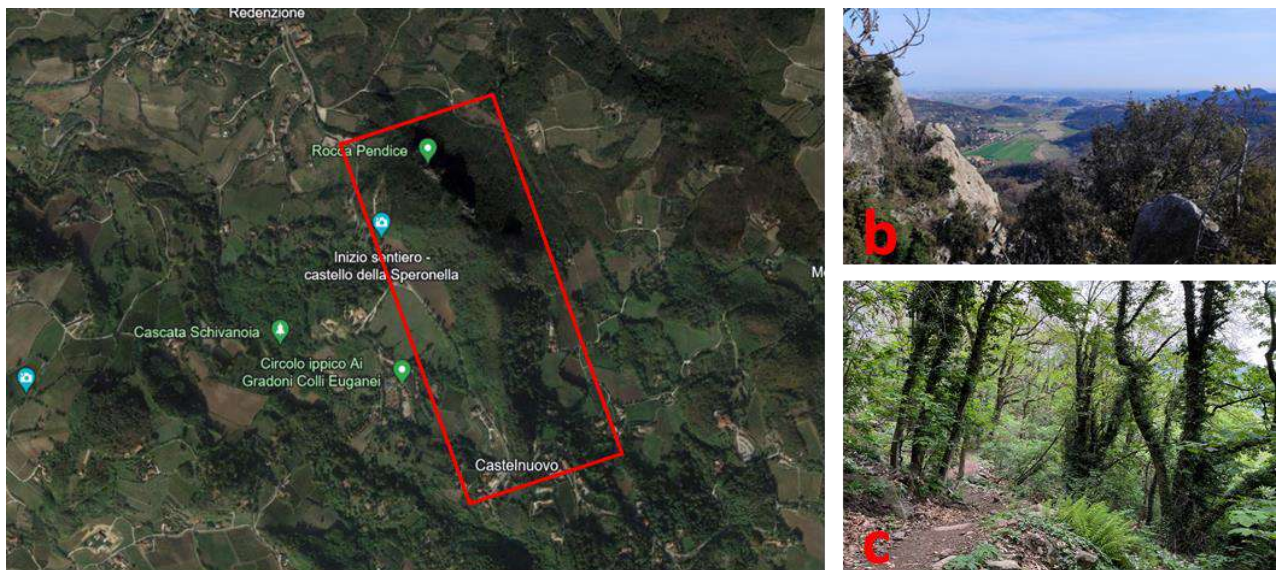 Redenzione
Rocca Pendice
Inizio sentiero -
castello della Speronella
Cascata Schivanoia
Circolo ippico Ai
Gradoni Colli Euganei
Castelnuovo
b
c